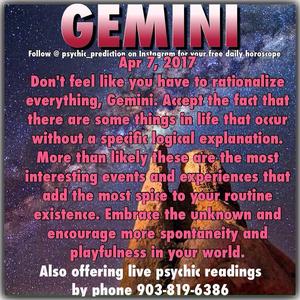 GEMINI
Follow @ psychic_prediction on Instagram for your free daily horoscope
Apr 7, 2017
Don't feel like you have to rationalize
everything, Gemini. Accept the fact that
there are some things in life that occur
without a specific logical explanation.
More than likely these are the most
interesting events and experiences that
add the most spice to your routine
existence. Embrace the unknown and
encourage more spontaneity and
playfulness in your world.
Also offering live psychic readings
by phone 903-819-6386